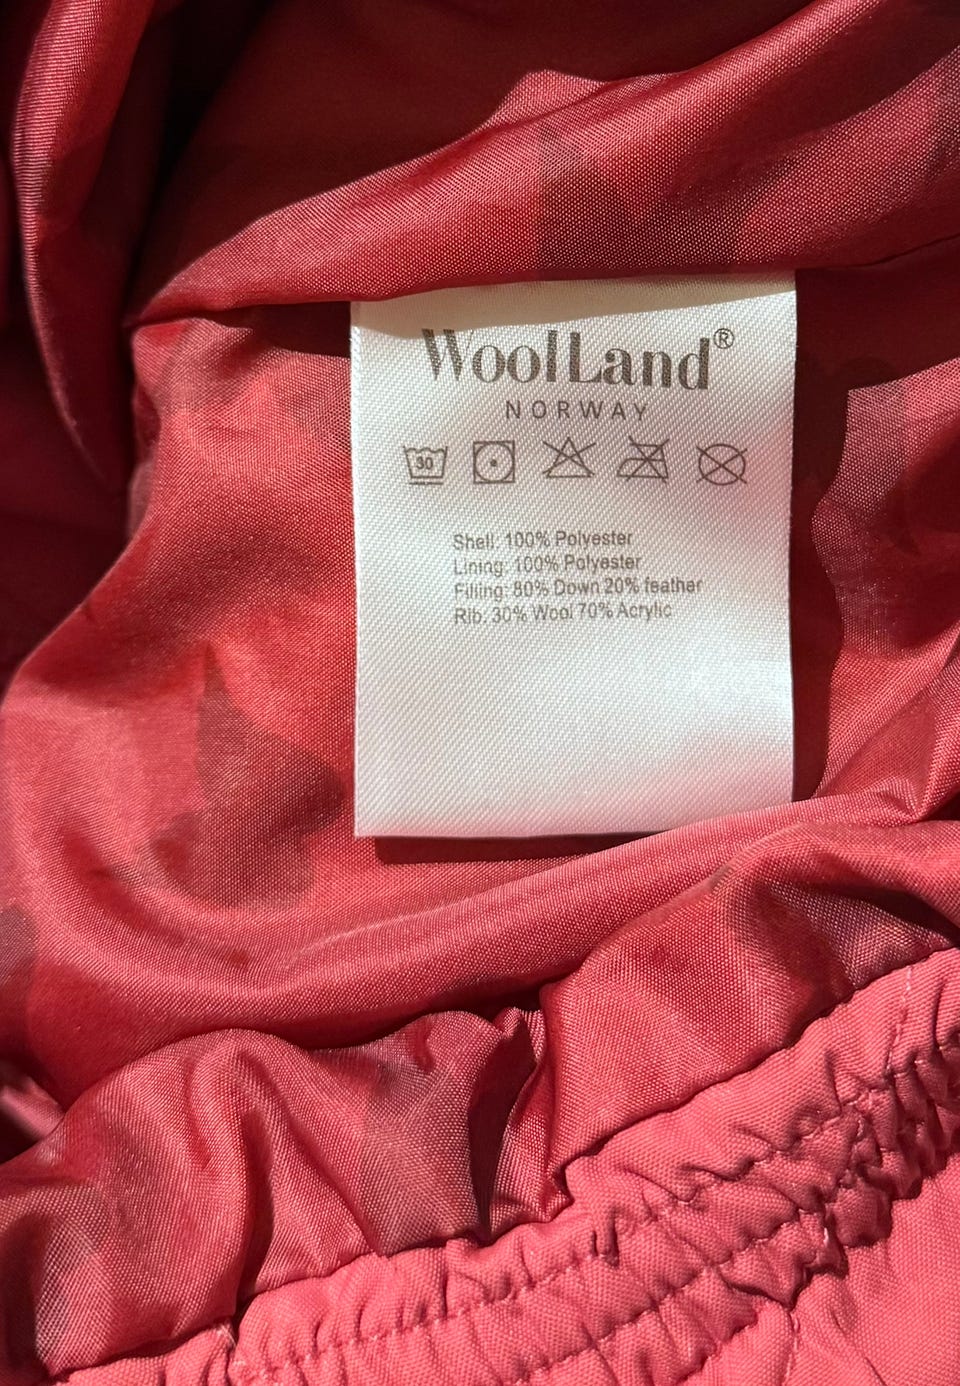 WoolLand®
NORWAY
30
Shell: 100% Polyester
Lining: 100% Polyester
Filling: 80% Down 20% feather
Rib: 30% Wool 70% Acrylic